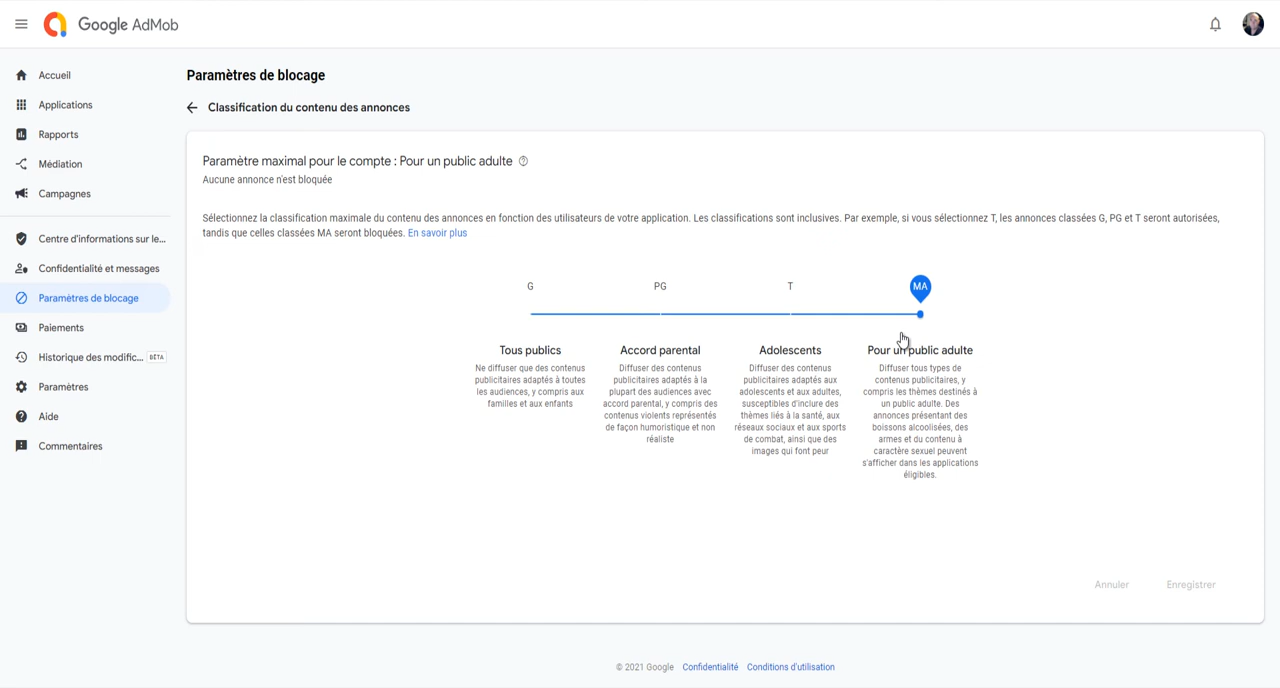 Google AdMob
Accueil
Applications
Rapports
Médiation
Campagnes
Centre d'informations sur le...
Confidentialité et messages
Paramètres de blocage
Paiements
Historique des modific... BÊTA
Paramètres
Aide
Commentaires
Paramètres de blocage
Classification du contenu des annonces
Paramètre maximal pour le compte : Pour un public adulte
Aucune annonce n'est bloquée
Sélectionnez la classification maximale du contenu des annonces en fonction des utilisateurs de votre application. Les classifications sont inclusives. Par exemple, si vous sélectionnez T, les annonces classées G, PG et T seront autorisées,
tandis que celles classées MA seront bloquées. En savoir plus
G PG T MA
Tous publics
Ne diffuser que des contenus
publicitaires adaptés à toutes
les audiences, y compris aux
familles et aux enfants
Accord parental
Diffuser des contenus
publicitaires adaptés à la
plupart des audiences avec
accord parental, y compris des
contenus violents représentés
de façon humoristique et non
réaliste
Adolescents
Diffuser des contenus
publicitaires adaptés aux
adolescents et aux adultes,
susceptibles d'inclure des
thèmes liés à la santé, aux
réseaux sociaux et aux sports
de combat, ainsi que des
images qui font peur
Pour un public adulte
Diffuser tous types de
contenus publicitaires, y
compris les thèmes destinés à
un public adulte. Des
annonces présentant des
boissons alcoolisées, des
armes et du contenu à
caractère sexuel peuvent
s'afficher dans les applications
éligibles.
Annuler Enregistrer
© 2021 Google Confidentialité Conditions d'utilisation